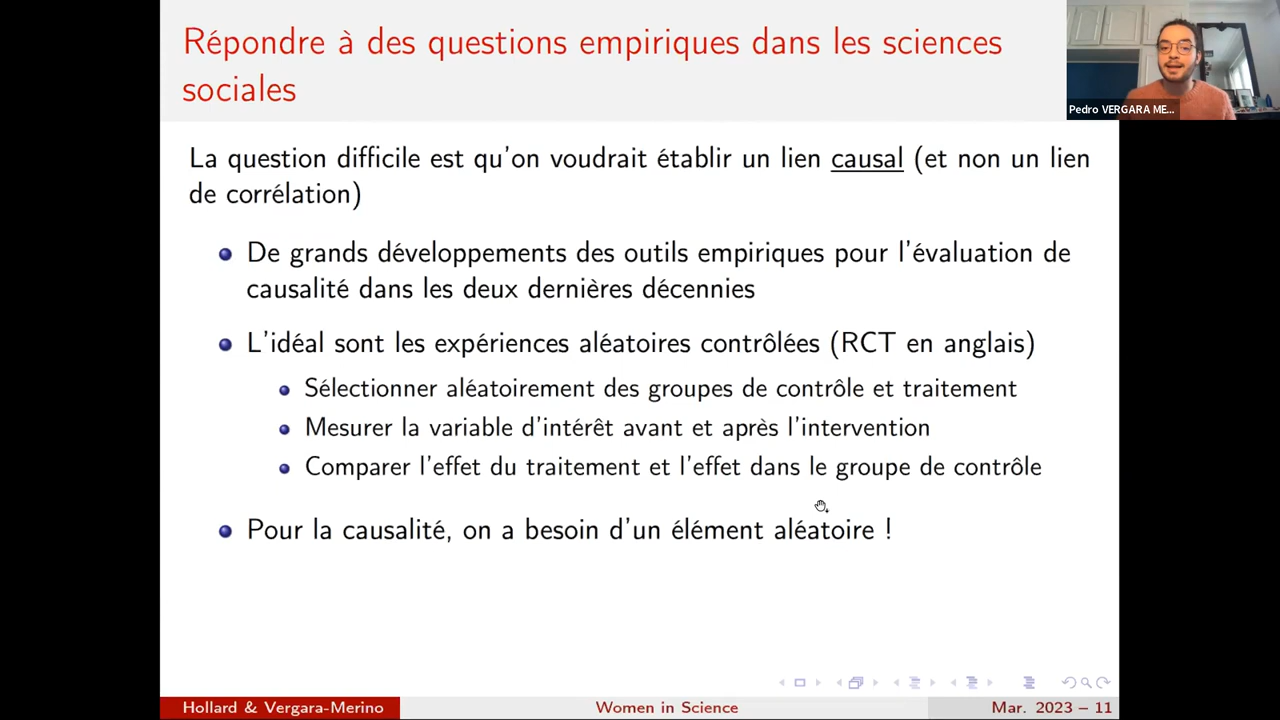 Répondre à des questions empiriques dans les sciences
sociales
Pedro VERGARA ME...
La question difficile est qu'on voudrait établir un lien causal (et non un lien
de corrélation)
De grands développements des outils empiriques pour l'évaluation de
causalité dans les deux dernières décennies
L'idéal sont les expériences aléatoires contrôlées (RCT en anglais)
Sélectionner aléatoirement des groupes de contrôle et traitement
Mesurer la variable d'intérêt avant et après l'intervention
Comparer l'effet du traitement et l'effet dans le groupe de contrôle
Pour la causalité, on a besoin d'un élément aléatoire !
Hollard & Vergara-Merino
Women in Science
Mar. 2023 – 11